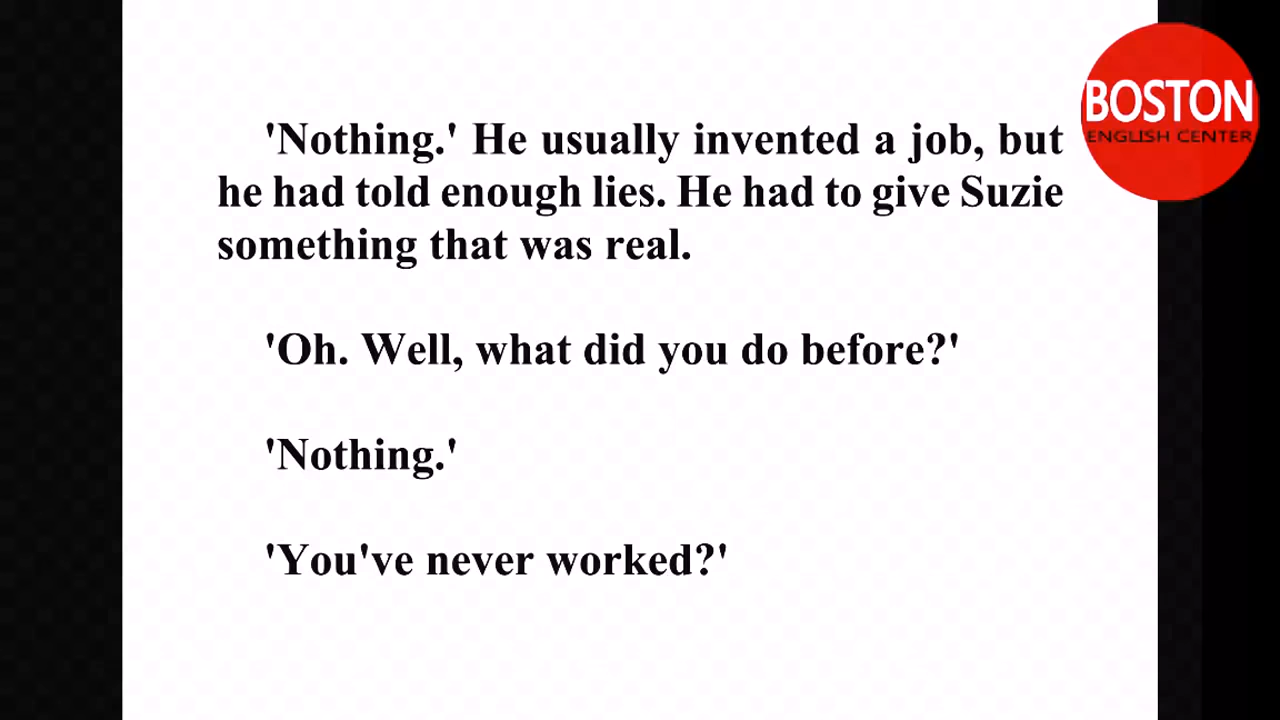 BOSTON
ENGLISH CENTER
'Nothing.' He usually invented a job, but
he had told enough lies. He had to give Suzie
something that was real.
'Oh. Well, what did you do before?'
'Nothing.'
'You've never worked?'